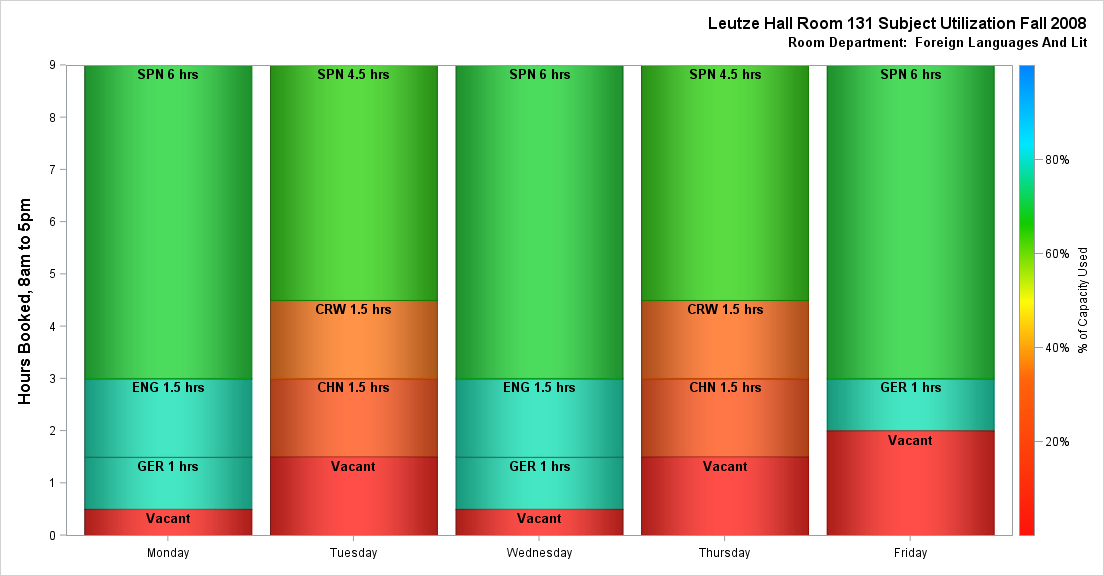 Leutze Hall Room 131 Subject Utilization Fall 2008
Room Department:  Foreign Languages And Lit
Hours Booked, 8am to 5pm
9
8
7
6
5
4
3
2
1
0
SPN 6 hrs
ENG 1.5 hrs
GER 1 hrs
Vacant
SPN 4.5 hrs
CRW 1.5 hrs
CHN 1.5 hrs
Vacant
SPN 6 hrs
ENG 1.5 hrs
GER 1 hrs
Vacant
SPN 4.5 hrs
CRW 1.5 hrs
CHN 1.5 hrs
Vacant
SPN 6 hrs
GER 1 hrs
Vacant
Monday
Tuesday
Wednesday
Thursday
Friday
80%
60%
40%
20%
% of Capacity Used